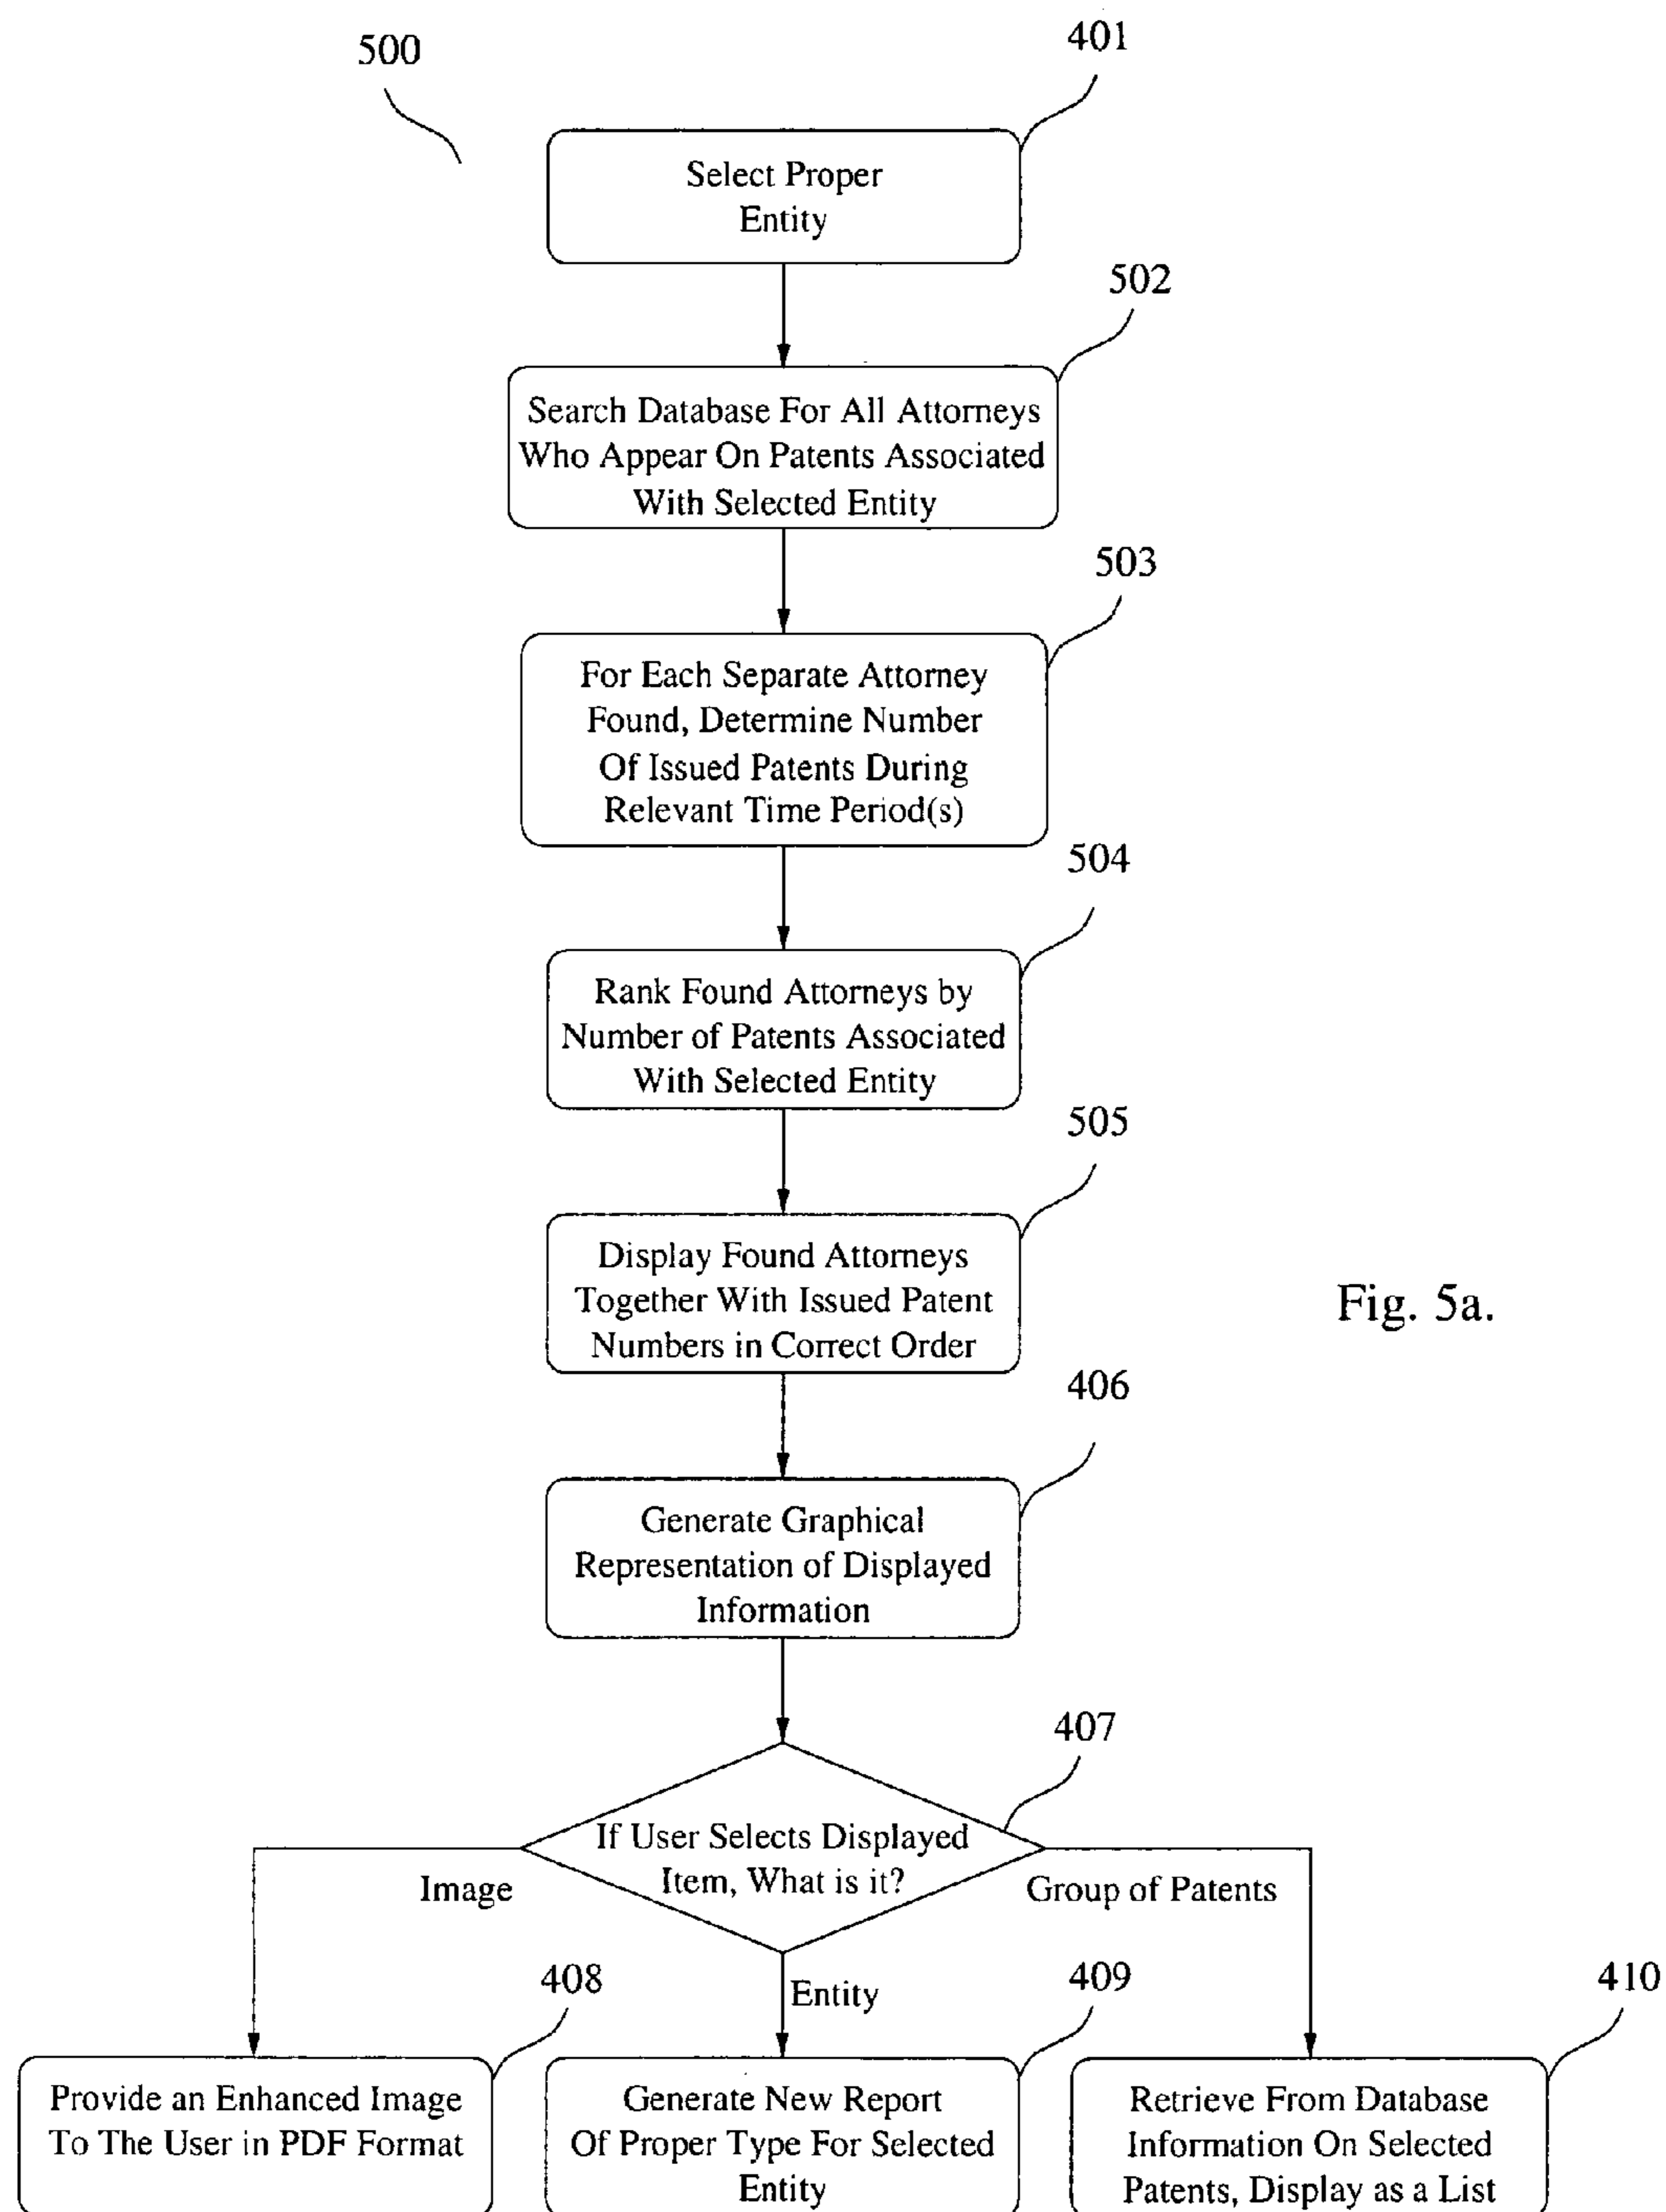 500
401
Select Proper
Entity
502
Search Database For All Attorneys
Who Appear On Patents Associated
With Selected Entity
503
For Each Separate Attorney
Found, Determine Number
Of Issued Patents During
Relevant Time Period(s)
504
Rank Found Attorneys by
Number of Patents Associated
With Selected Entity
505
Display Found Attorneys
Together With Issued Patent
Numbers in Correct Order
Fig. 5a.
406
Generate Graphical
Representation of Displayed
Information
407
If User Selects Displayed
Item, What is it?
Image
Group of Patents
Entity
408
409
410
Provide an Enhanced Image
To The User in PDF Format
Generate New Report
Of Proper Type For Selected
Entity
Retrieve From Database
Information On Selected
Patents, Display as a List